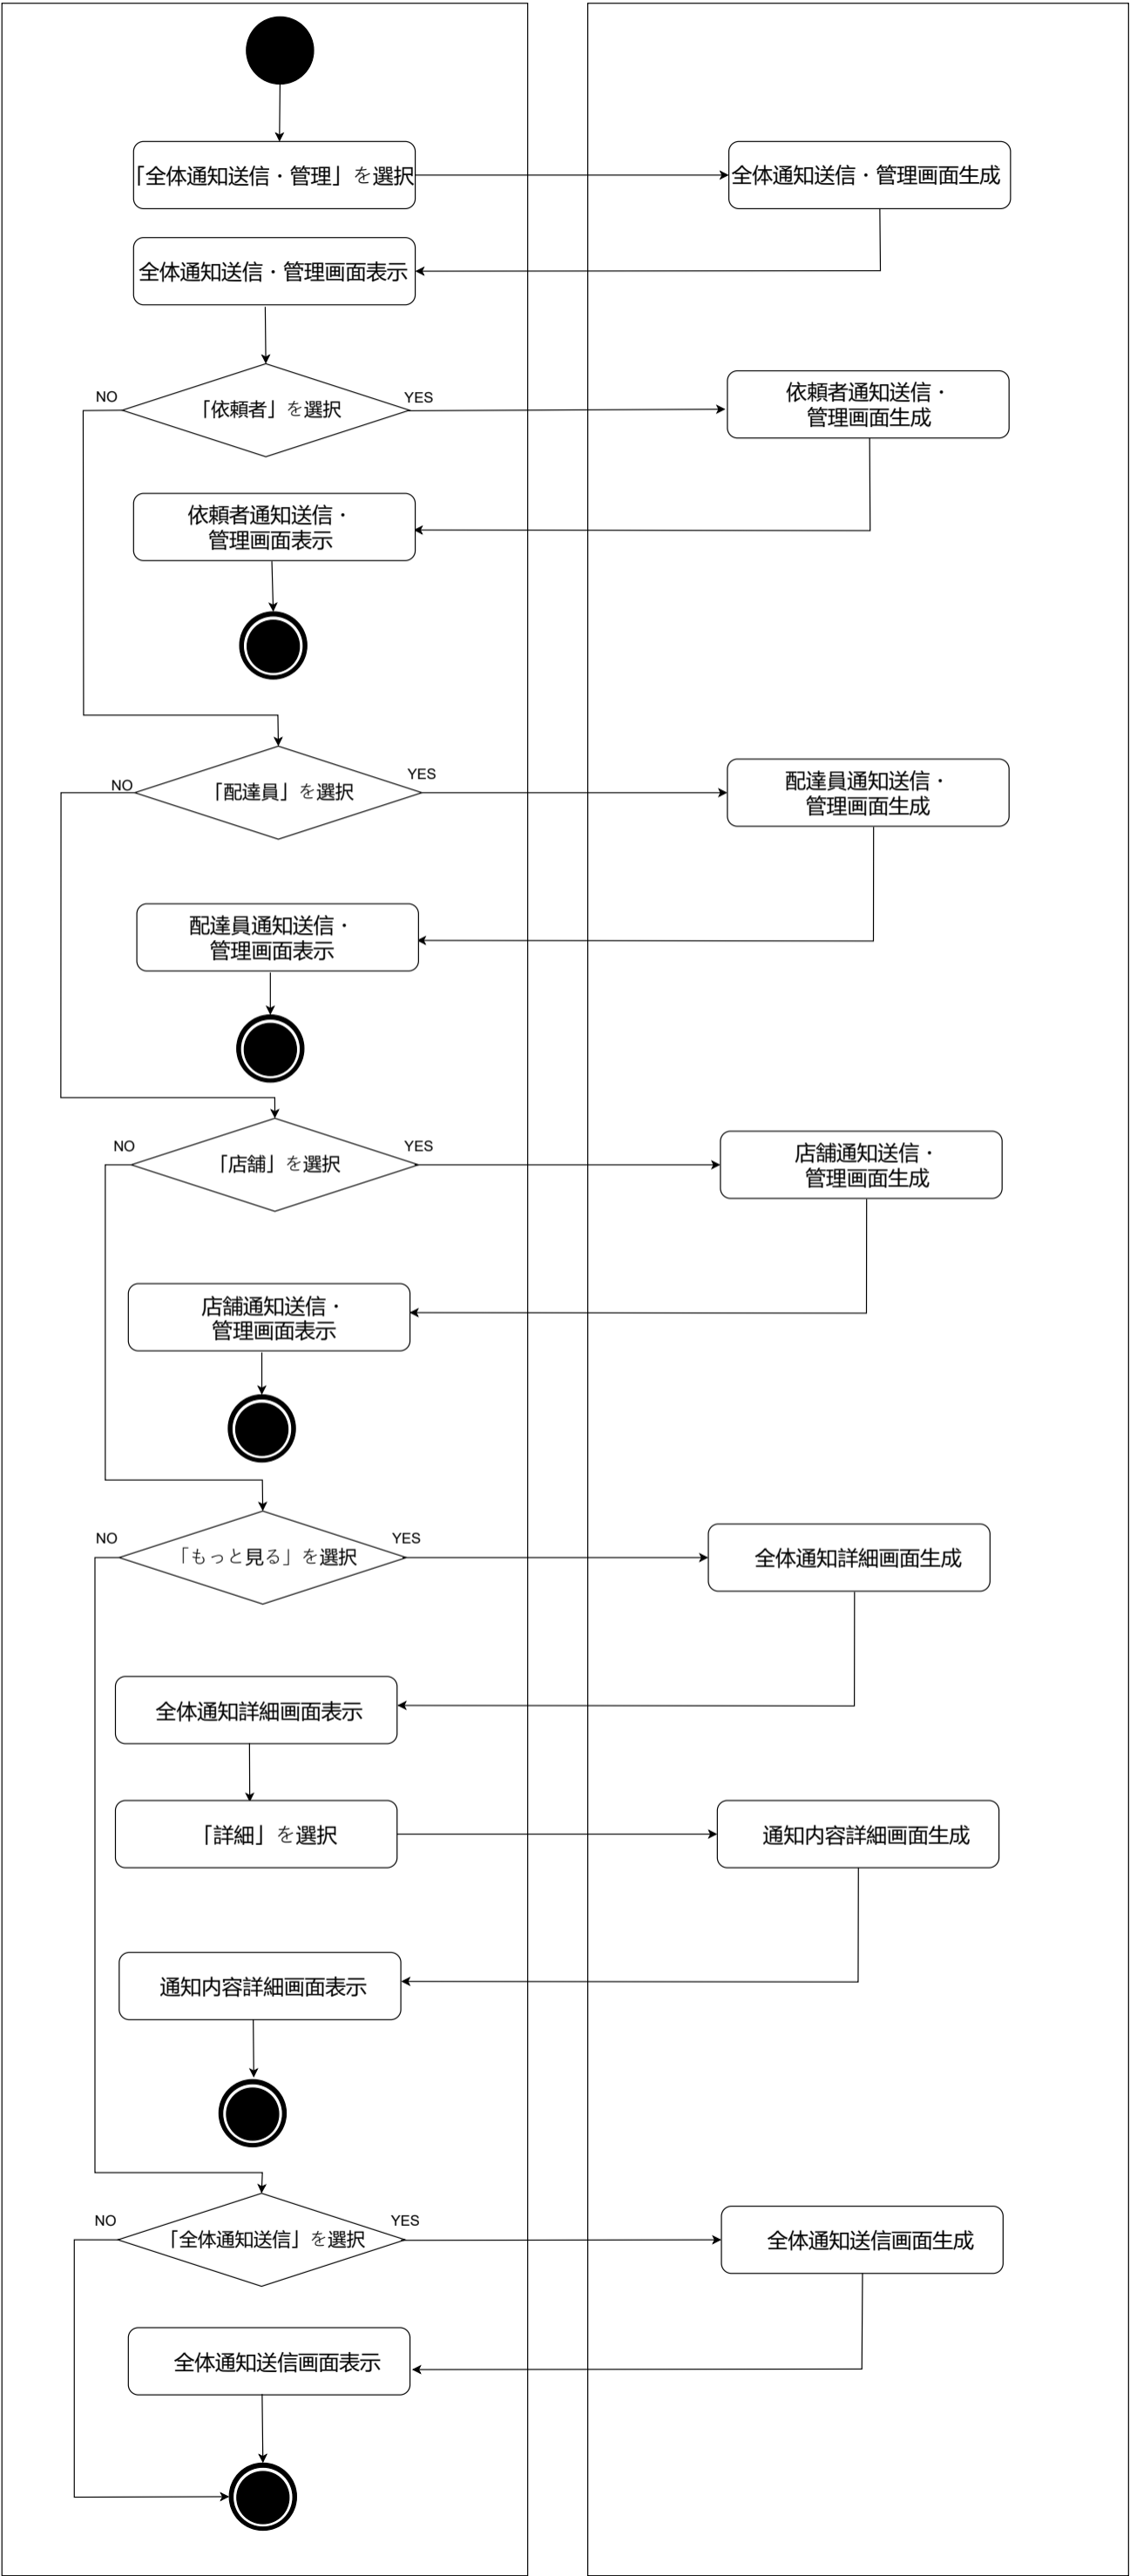 「全体通知送信・管理」を選択
全体通知送信・管理画面生成
全体通知送信・管理画面表示
NO
「依頼者」を選択
YES
依頼者通知送信・
管理画面生成
依頼者通知送信・
管理画面表示
NO
「配達員」を選択
YES
配達員通知送信・
管理画面生成
配達員通知送信・
管理画面表示
NO
「店舗」を選択
YES
店舗通知送信・
管理画面生成
店舗通知送信・
管理画面表示
NO
「もっと見る」を選択
YES
全体通知詳細画面生成
全体通知詳細画面表示
「詳細」を選択
通知内容詳細画面生成
通知内容詳細画面表示
NO
「全体通知送信」を選択
YES
全体通知送信画面生成
全体通知送信画面表示